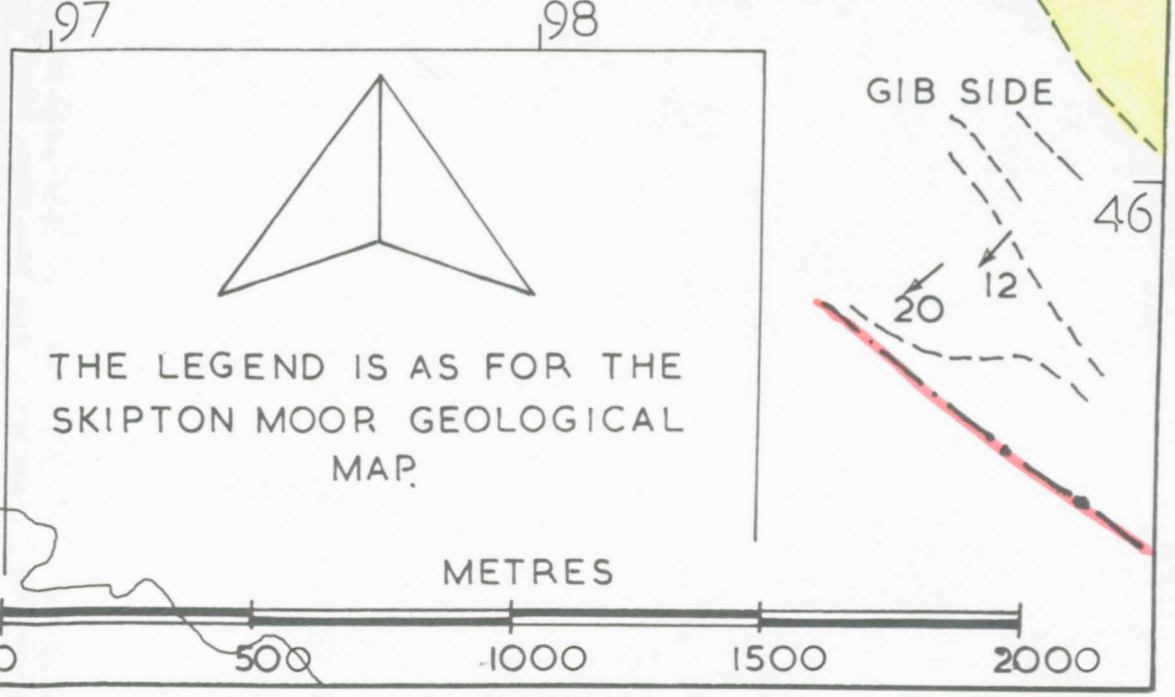 97 98
GIB SIDE
46
12
20
THE LEGEND IS AS FOR THE
SKIPTON MOOR GEOLOGICAL
MAP.
METRES
0 500 1000 1500 2000